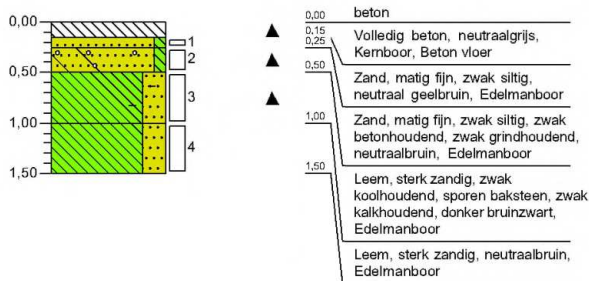 0,00
0,50
1,00
1,50
1
2
3
4
0,00 beton
0,15 Volledig beton, neutraalgrijs,
0,25 Kernboor, Beton vloer
0,50 Zand, matig fijn, zwak siltig,
neutraal geelbruin, Edelmanboor
1,00 Zand, matig fijn, zwak siltig, zwak
betonhoudend, zwak grindhoudend,
neutraalbruin, Edelmanboor
1,50 Leem, sterk zandig, zwak
koolhoudend, sporen baksteen, zwak
kalkhoudend, donker bruinzwart,
Edelmanboor
Leem, sterk zandig, neutraalbruin,
Edelmanboor